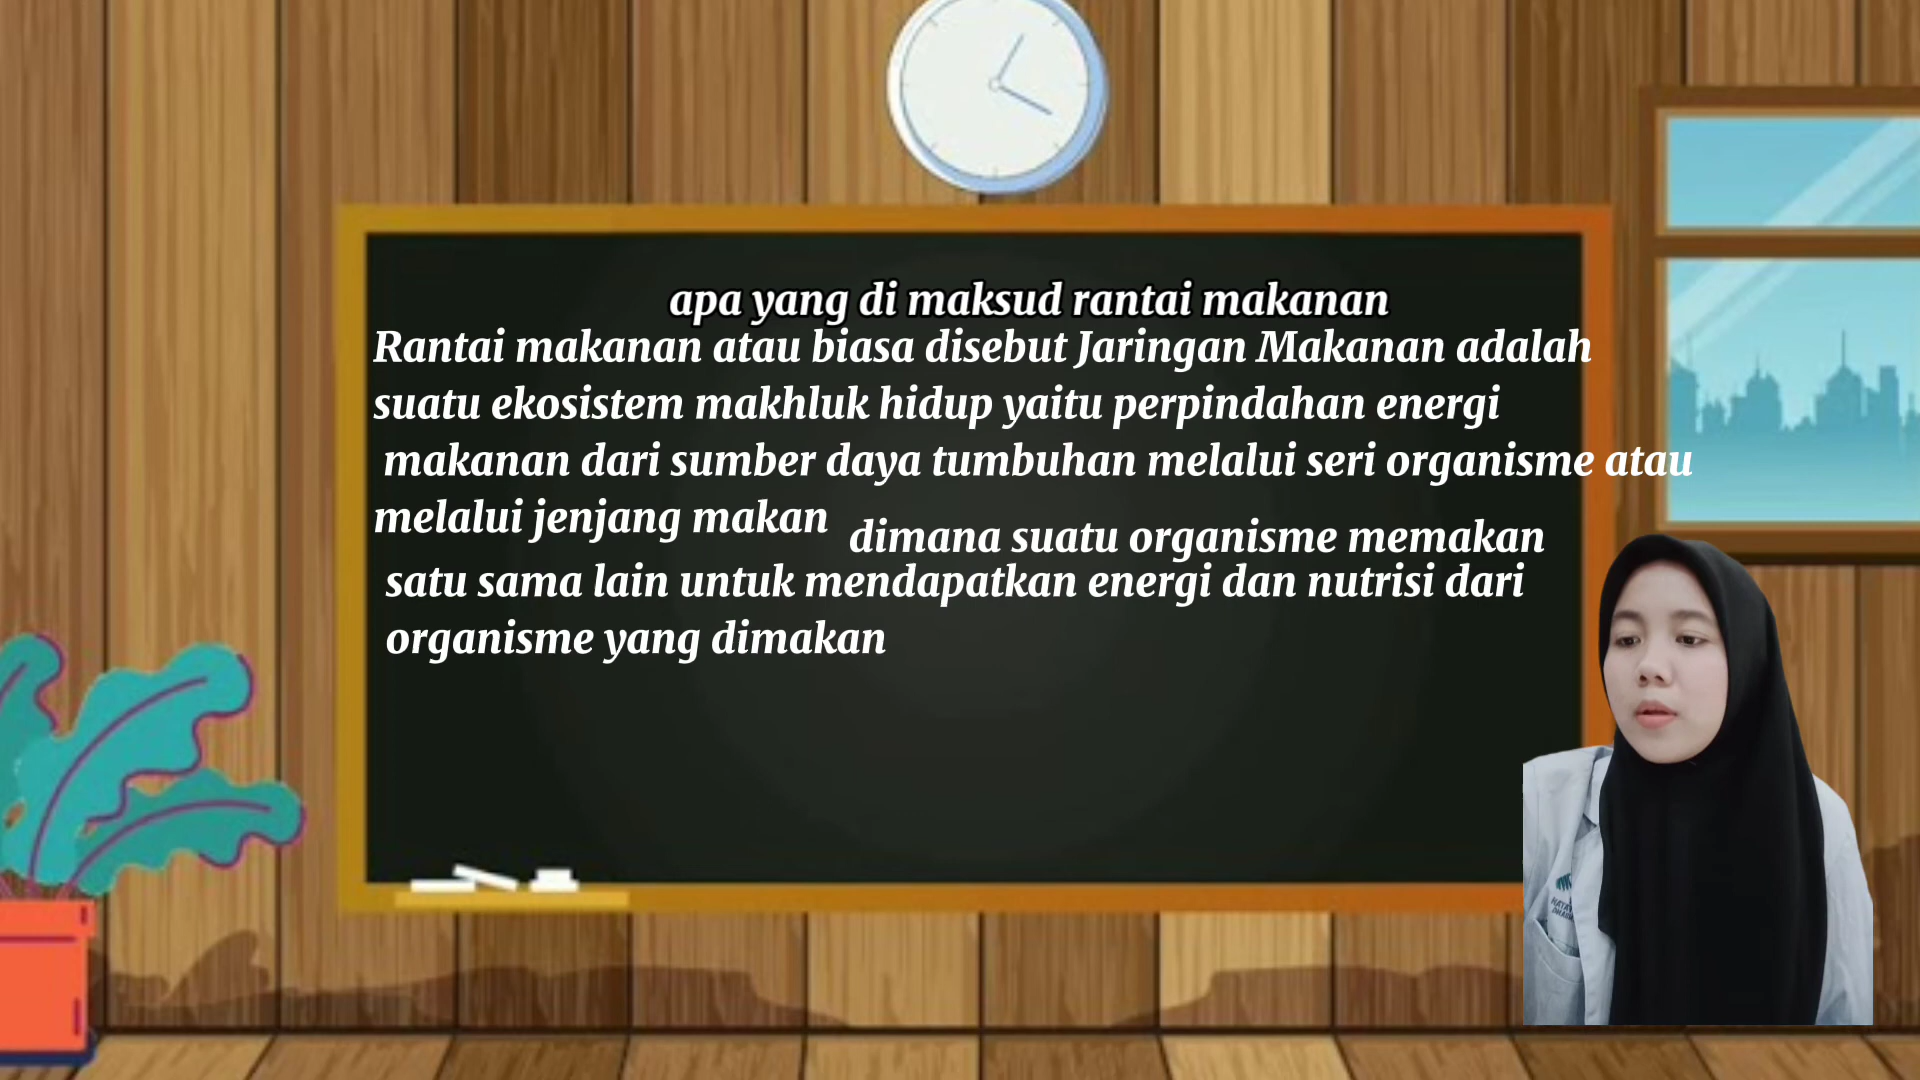 apa yang di maksud rantai makanan
Rantai makanan atau biasa disebut Jaringan Makanan adalah
suatu ekosistem makhluk hidup yaitu perpindahan energi
makanan dari sumber daya tumbuhan melalui seri organisme atau
melalui jenjang makan
dimana suatu organisme memakan
satu sama lain untuk mendapatkan energi dan nutrisi dari
organisme yang dimakan